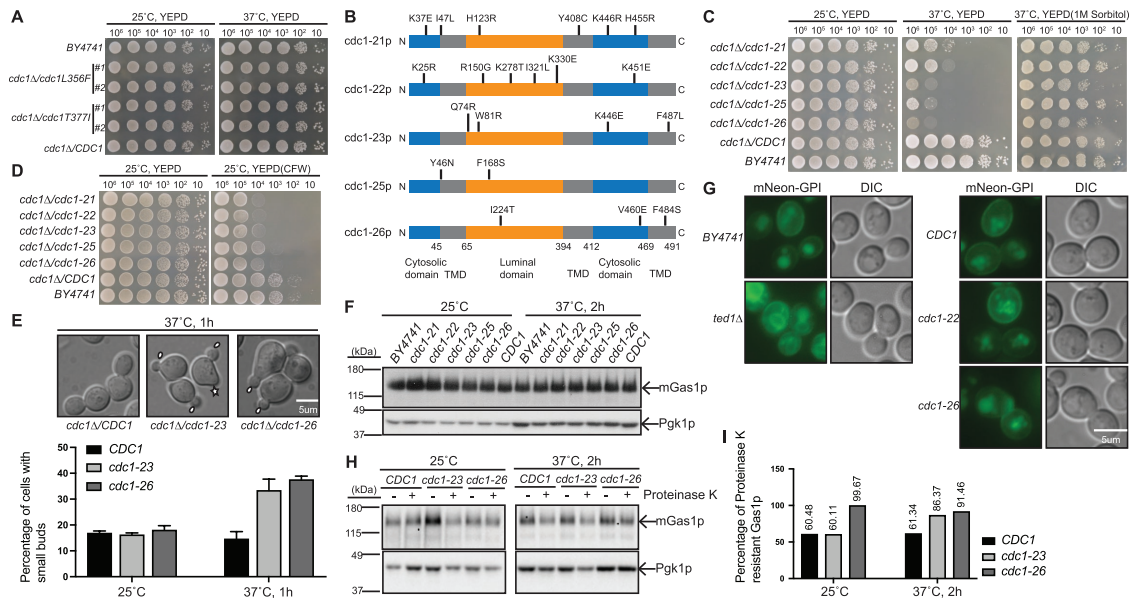 A
25˚C, YEPD
37˚C, YEPD
10⁶ 10⁵ 10⁴ 10³ 10² 10
10⁶ 10⁵ 10⁴ 10³ 10² 10
BY4741
cdc1Δ/cdc1L356F
#1
#2
cdc1Δ/cdc1T377I
#1
#2
cdc1Δ/CDC1
B
K37E I47L H123R Y408C K446R H455R
cdc1-21p N C
K25R R150G K278T I321L K330E K451E
cdc1-22p N C
Q74R W81R K446E F487L
cdc1-23p N C
Y46N F168S
cdc1-25p N C
I224T V460E F484S
cdc1-26p N C
45 65 394 412 469 491
Cytosolic domain
TMD
Luminal domain
TMD
Cytosolic domain
TMD
C
25˚C, YEPD
37˚C, YEPD
37˚C, YEPD(1M Sorbitol)
10⁶ 10⁵ 10⁴ 10³ 10² 10
10⁶ 10⁵ 10⁴ 10³ 10² 10
10⁶ 10⁵ 10⁴ 10³ 10² 10
cdc1Δ/cdc1-21
cdc1Δ/cdc1-22
cdc1Δ/cdc1-23
cdc1Δ/cdc1-25
cdc1Δ/cdc1-26
cdc1Δ/CDC1
BY4741
D
25˚C, YEPD
25˚C, YEPD(CFW)
10⁶ 10⁵ 10⁴ 10³ 10² 10
10⁶ 10⁵ 10⁴ 10³ 10² 10
cdc1Δ/cdc1-21
cdc1Δ/cdc1-22
cdc1Δ/cdc1-23
cdc1Δ/cdc1-25
cdc1Δ/cdc1-26
cdc1Δ/CDC1
BY4741
E
37˚C, 1h
5um
cdc1Δ/CDC1
cdc1Δ/cdc1-23
cdc1Δ/cdc1-26
Percentage of cells with
small buds
50
40
30
20
10
0
CDC1
cdc1-23
cdc1-26
25˚C
37˚C, 1h
F
25˚C
37˚C, 2h
(kDa)
BY4741 cdc1-21 cdc1-22 cdc1-23 cdc1-25 cdc1-26 CDC1
BY4741 cdc1-21 cdc1-22 cdc1-23 cdc1-25 cdc1-26 CDC1
180
115
49
37
mGas1p
Pgk1p
G
mNeon-GPI
DIC
BY4741
ted1Δ
mNeon-GPI
DIC
CDC1
cdc1-22
cdc1-26
5um
H
25˚C
37˚C, 2h
(kDa)
CDC1 cdc1-23 cdc1-26
CDC1 cdc1-23 cdc1-26
- + - + - +
- + - + - +
Proteinase K
180
115
49
37
mGas1p
Pgk1p
I
Percentage of Proteinase K
resistant Gas1p
150
100
50
0
60.48
60.11
99.67
61.34
86.37
91.46
25˚C
37˚C, 2h
CDC1
cdc1-23
cdc1-26